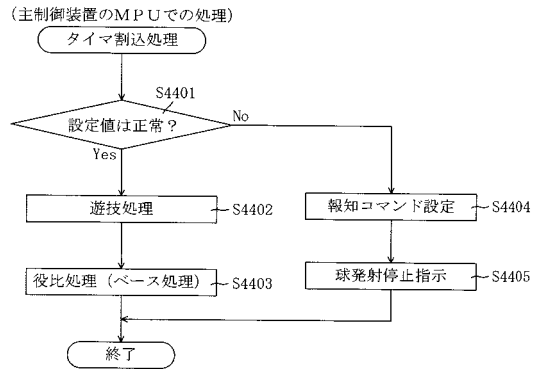 (主制御装置のMPUでの処理)
タイマ割込処理
S4401
設定値は正常?
No
Yes
遊技処理
S4402
報知コマンド設定
S4404
役比処理(ベース処理)
S4403
球発射停止指示
S4405
終了